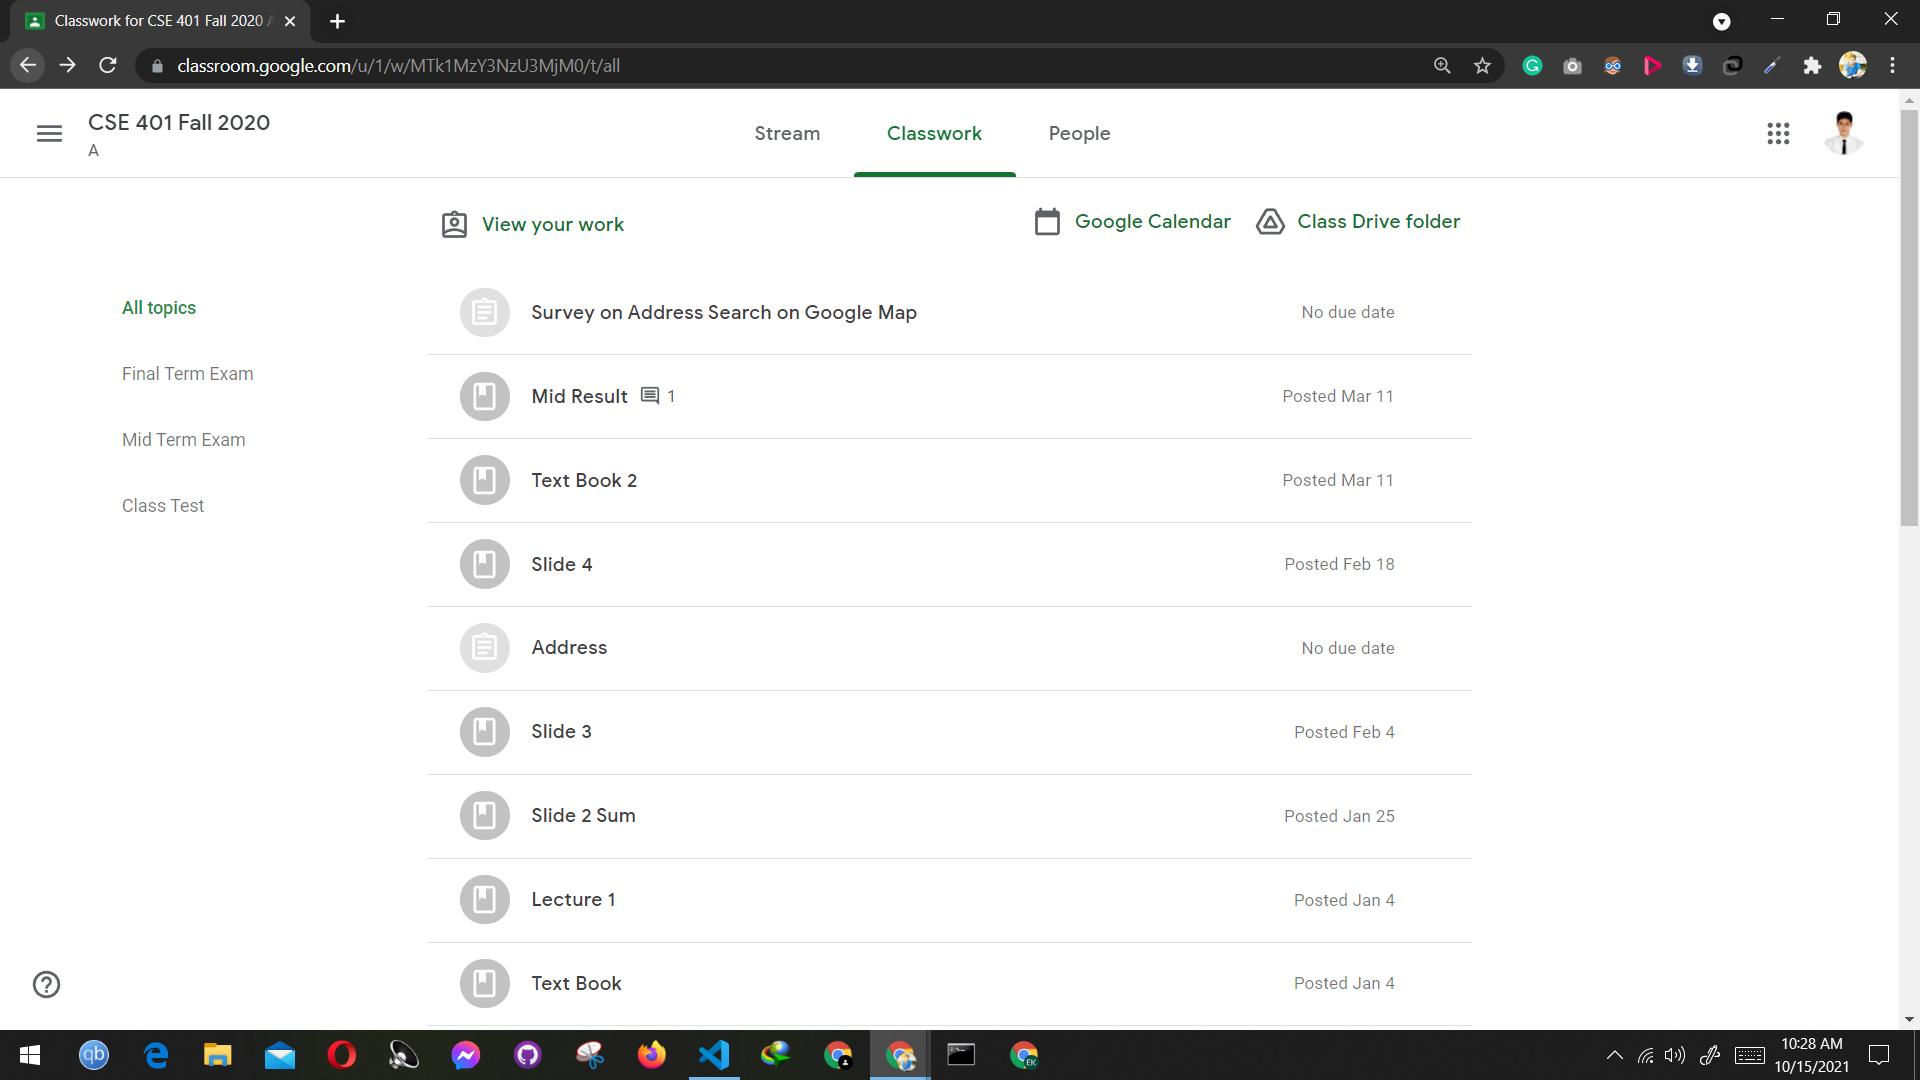 Classwork for CSE 401 Fall 2020 A
classroom.google.com/u/1/w/MTk1MzY3NzU3MjM0/t/all
CSE 401 Fall 2020
A
Stream
Classwork
People
View your work
Google Calendar
Class Drive folder
All topics
Final Term Exam
Mid Term Exam
Class Test
Survey on Address Search on Google Map
No due date
Mid Result 1
Posted Mar 11
Text Book 2
Posted Mar 11
Slide 4
Posted Feb 18
Address
No due date
Slide 3
Posted Feb 4
Slide 2 Sum
Posted Jan 25
Lecture 1
Posted Jan 4
Text Book
Posted Jan 4
qb
EK
10:28 AM
10/15/2021